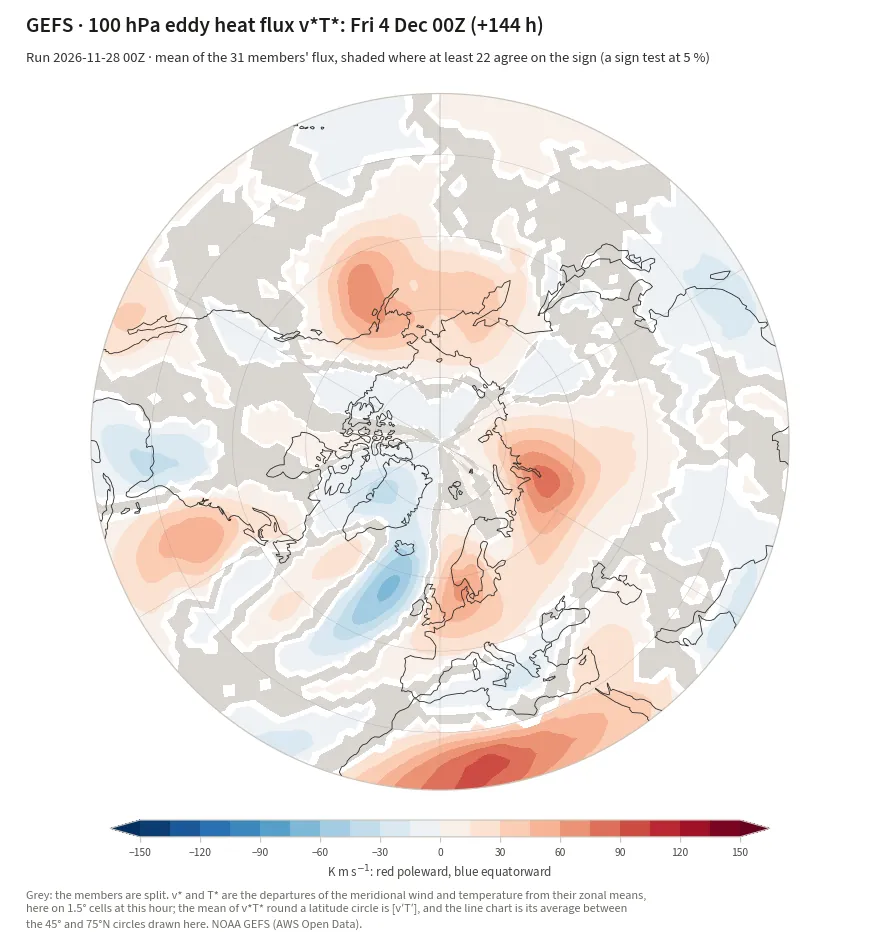 GEFS · 100 hPa eddy heat flux v*T*: Fri 4 Dec 00Z (+144 h)
Run 2026-11-28 00Z · mean of the 31 members' flux, shaded where at least 22 agree on the sign (a sign test at 5 %)
−150 −120 −90 −60 −30 0 30 60 90 120 150
K m s⁻¹: red poleward, blue equatorward
Grey: the members are split. v* and T* are the departures of the meridional wind and temperature from their zonal means,
here on 1.5° cells at this hour; the mean of v*T* round a latitude circle is [v′T′], and the line chart is its average between
the 45° and 75°N circles drawn here. NOAA GEFS (AWS Open Data).